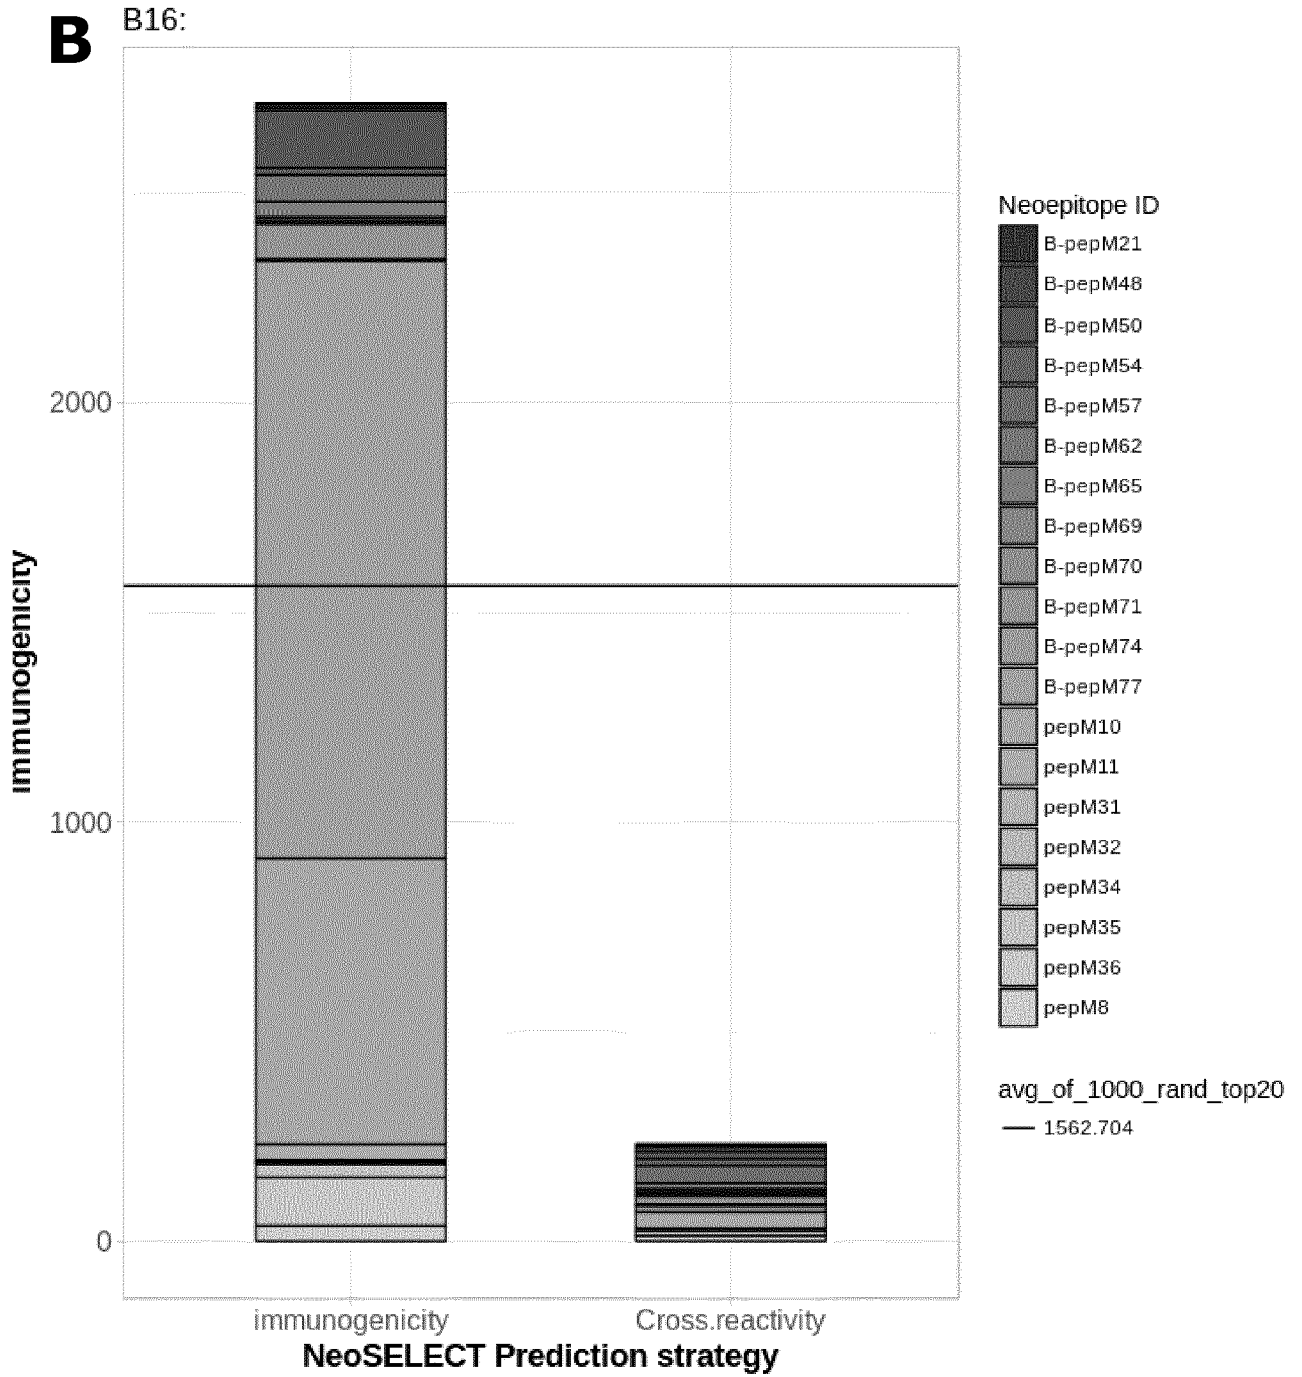 B
B16:
immunogenicity
2000
1000
0
immunogenicity
Cross.reactivity
NeoSELECT Prediction strategy
Neoepitope ID
B-pepM21
B-pepM48
B-pepM50
B-pepM54
B-pepM57
B-pepM62
B-pepM65
B-pepM69
B-pepM70
B-pepM71
B-pepM74
B-pepM77
pepM10
pepM11
pepM31
pepM32
pepM34
pepM35
pepM36
pepM8
avg_of_1000_rand_top20
1562.704